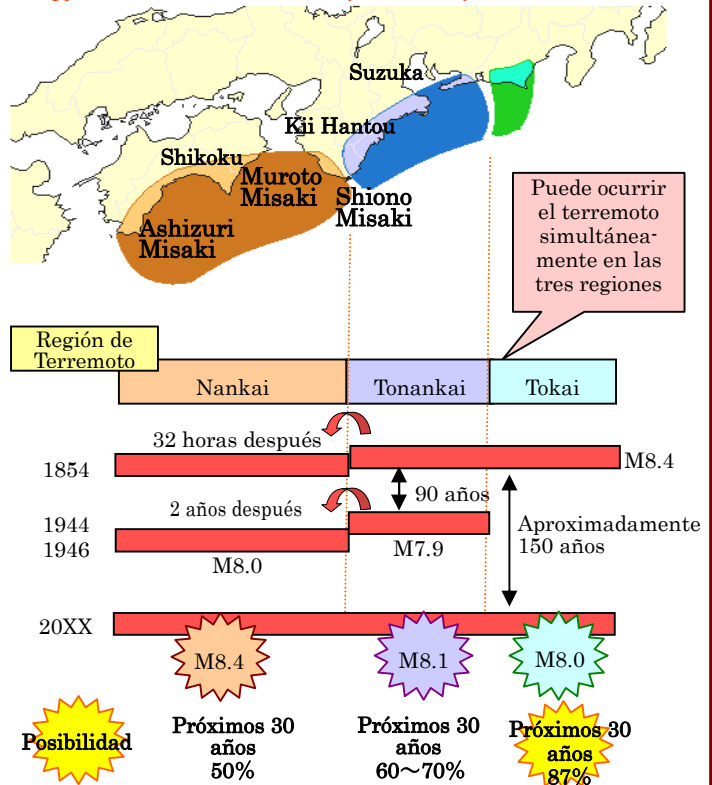 Suzuka
Kii Hantou
Shikoku
Muroto
Misaki
Shiono
Misaki
Ashizuri
Misaki
Puede ocurrir
el terremoto
simultánea-
mente en las
tres regiones
Región de
Terremoto
Nankai
Tonankai
Tokai
32 horas después
1854
M8.4
90 años
2 años después
1944
1946
M8.0
M7.9
Aproximadamente
150 años
20XX
M8.4
M8.1
M8.0
Posibilidad
Próximos 30
años
50%
Próximos 30
años
60～70%
Próximos 30
años
87%